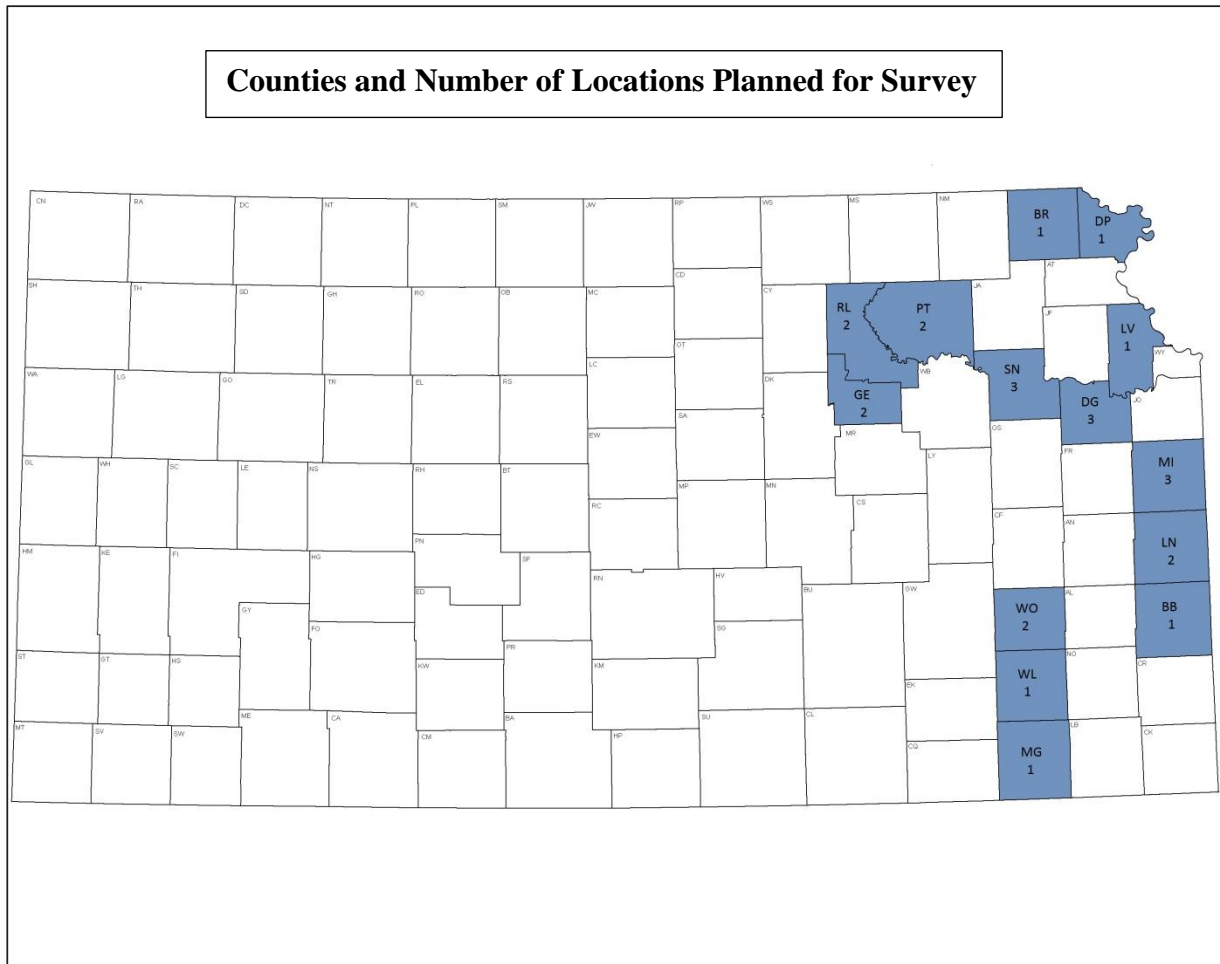 Counties and Number of Locations Planned for Survey
CN
RA
DC
NT
PL
SM
JW
RP
WS
MS
NM
BR
1
DP
1
AT
CD
SH
TH
SD
GH
RO
OB
MC
CY
RL
2
PT
2
JA
JF
LV
1
WY
OT
LC
WA
LG
GO
TR
EL
RS
DK
GE
2
WB
SN
3
DG
3
JO
SA
EW
MR
OS
GL
WH
SC
LE
NS
RH
BT
LY
FR
MI
3
MP
MN
RC
CS
CF
AN
LN
2
HM
KE
FI
HG
PN
SF
RN
HV
BU
GW
ED
GY
FO
SG
WO
2
AL
BB
1
PR
ST
GT
HS
KW
KM
EK
WL
1
NO
CR
MT
SV
SW
ME
CA
CM
BA
HP
SU
CL
CQ
MG
1
LB
CK